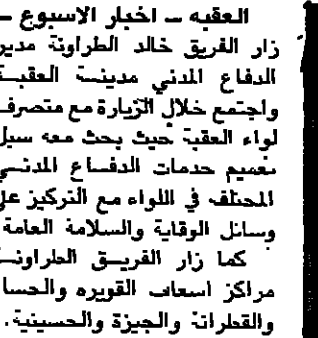 العقبه ــ اخبار الاسبوع ــ
زار الفريق خالد الطراونة مدير
الدفاع المدني مدينة العقبة
واجتمع خلال الزيارة مع متصرف
لواء العقبة حيث بحث معه سبل
تعميم خدمات الدفاع المدني
المختلف في اللواء مع التركيز على
وسائل الوقاية والسلامة العامة
كما زار الفريق الطراونة
مراكز اسعاف القويره والحسا
والقطرانة والجيزة والحسينية.